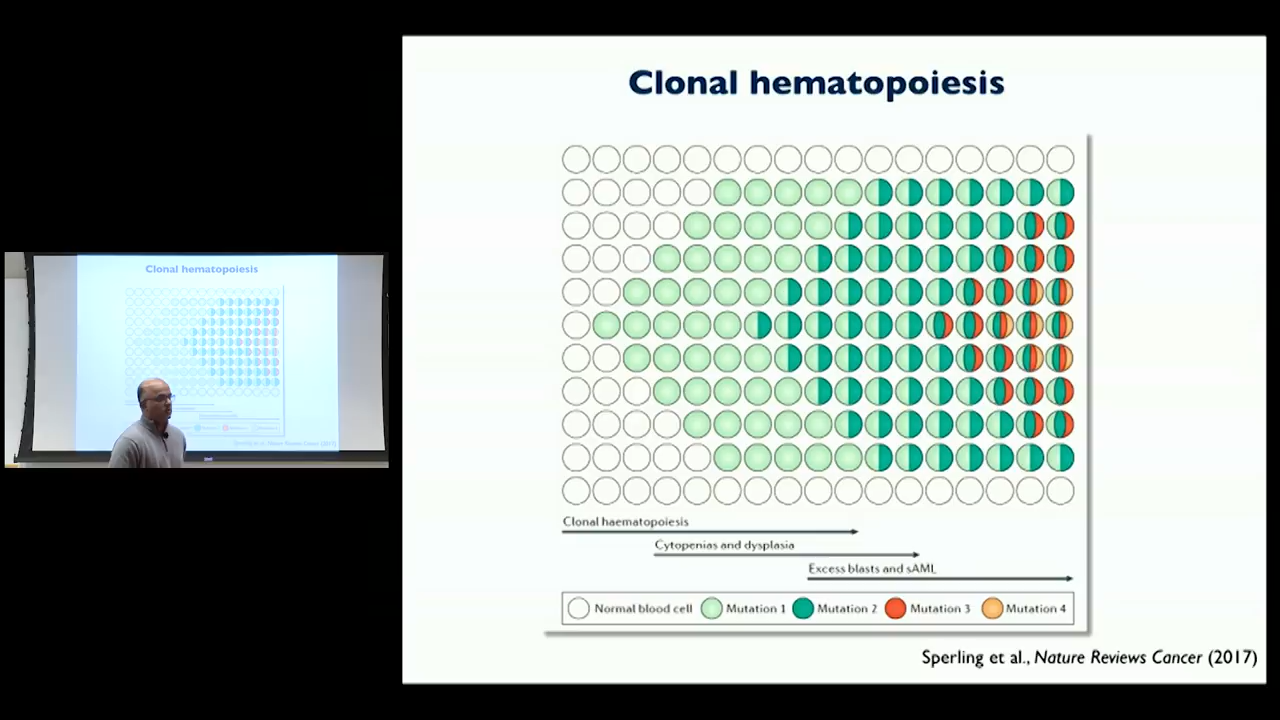 Clonal hematopoiesis
Clonal haematopoiesis
Cytopenias and dysplasia
Excess blasts and sAML
Normal blood cell Mutation 1 Mutation 2 Mutation 3 Mutation 4
Sperling et al., Nature Reviews Cancer (2017)
Clonal hematopoiesis